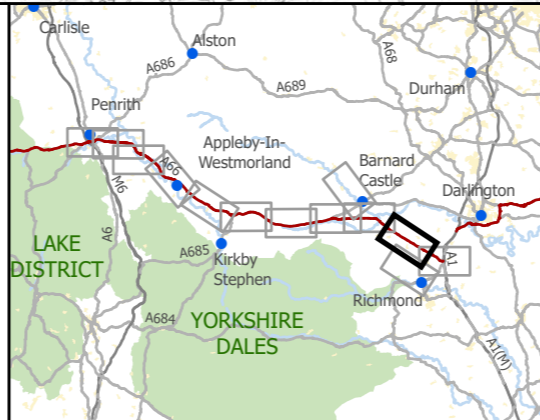 Carlisle
Alston
A68
A686
A689
Durham
Penrith
Appleby-In-
Westmorland
Barnard
Castle
A66
Darlington
M6
A6
LAKE
DISTRICT
A685
Kirkby
Stephen
A1
Richmond
A684
YORKSHIRE
DALES
A1(M)